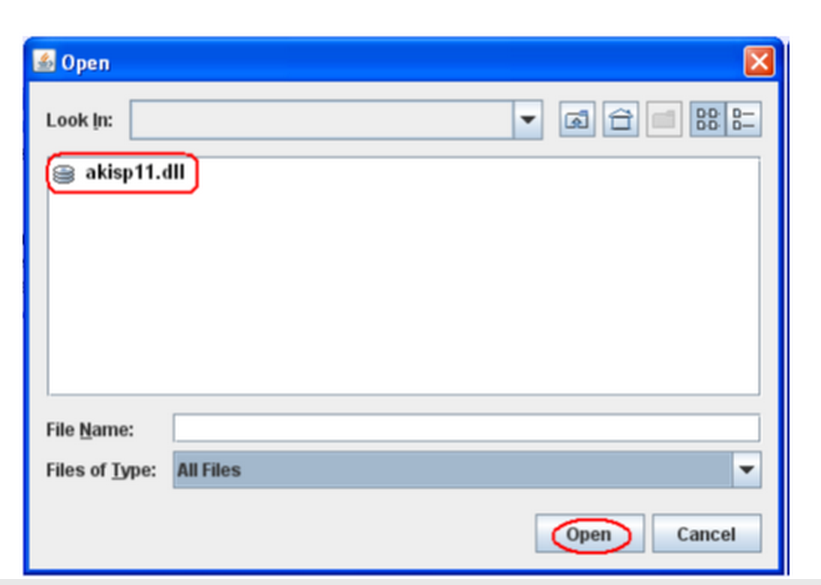 Open
Look In:
akisp11.dll
File Name:
Files of Type: All Files
Open Cancel